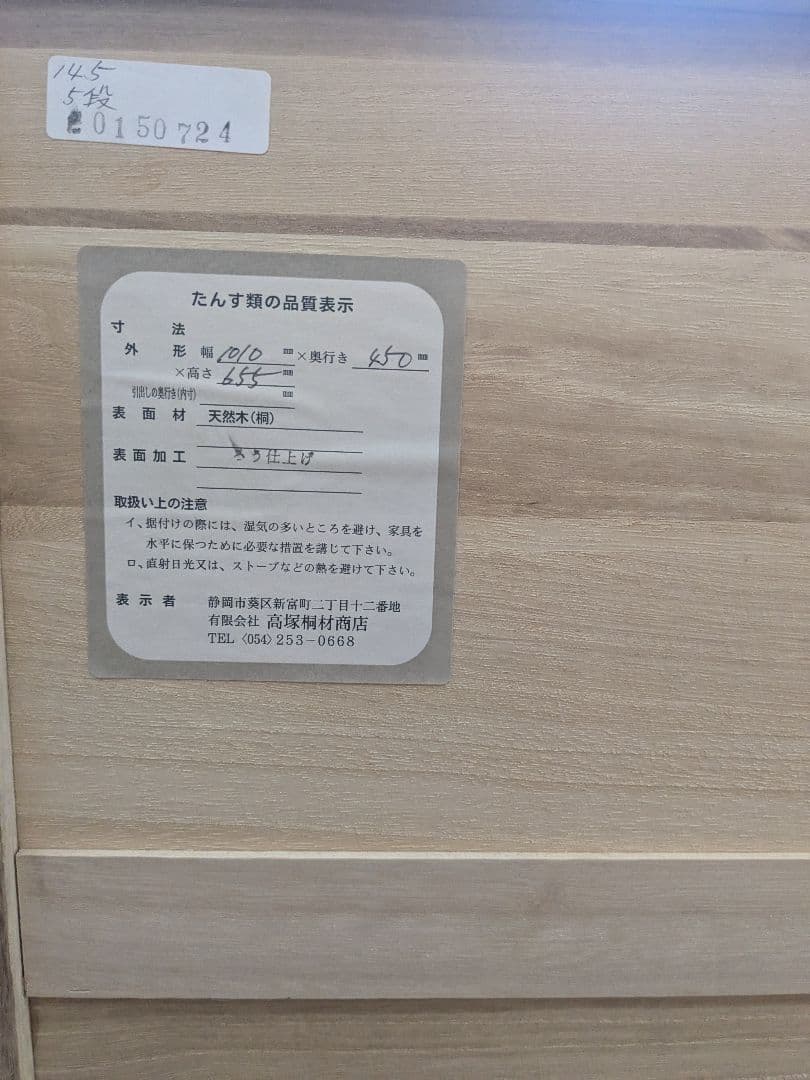 145
5段
0150724
たんす類の品質表示
寸 法
外 形 幅 1010 mm ×奥行き 450 mm
×高さ 655 mm
引出しの奥行き(内寸) mm
表面材 天然木(桐)
表面加工 ろう仕上げ
取扱い上の注意
イ、据付けの際には、湿気の多いところを避け、家具を
水平に保つために必要な措置を講じて下さい。
ロ、直射日光又は、ストーブなどの熱を避けて下さい。
表示者 静岡市葵区新富町二丁目十二番地
有限会社 高塚桐材商店
TEL〈054〉253−0668